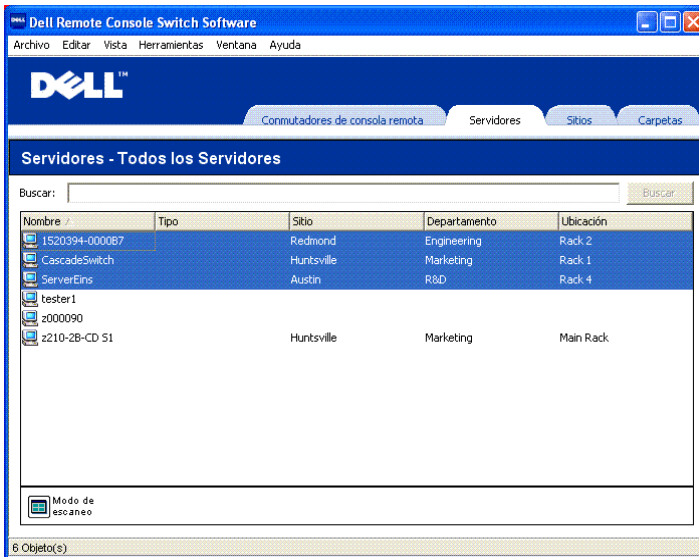 DELL Dell Remote Console Switch Software
Archivo Editar Vista Herramientas Ventana Ayuda
DELL™
Conmutadores de consola remota Servidores Sitios Carpetas
Servidores - Todos los Servidores
Buscar: Buscar
Nombre Tipo Sitio Departamento Ubicación
1520394-0000B7 Redmond Engineering Rack 2
CascadeSwitch Huntsville Marketing Rack 1
ServerEins Austin R&D Rack 4
tester1
z000090
z210-2B-CD S1 Huntsville Marketing Main Rack
Modo de
escaneo
6 Objeto(s)